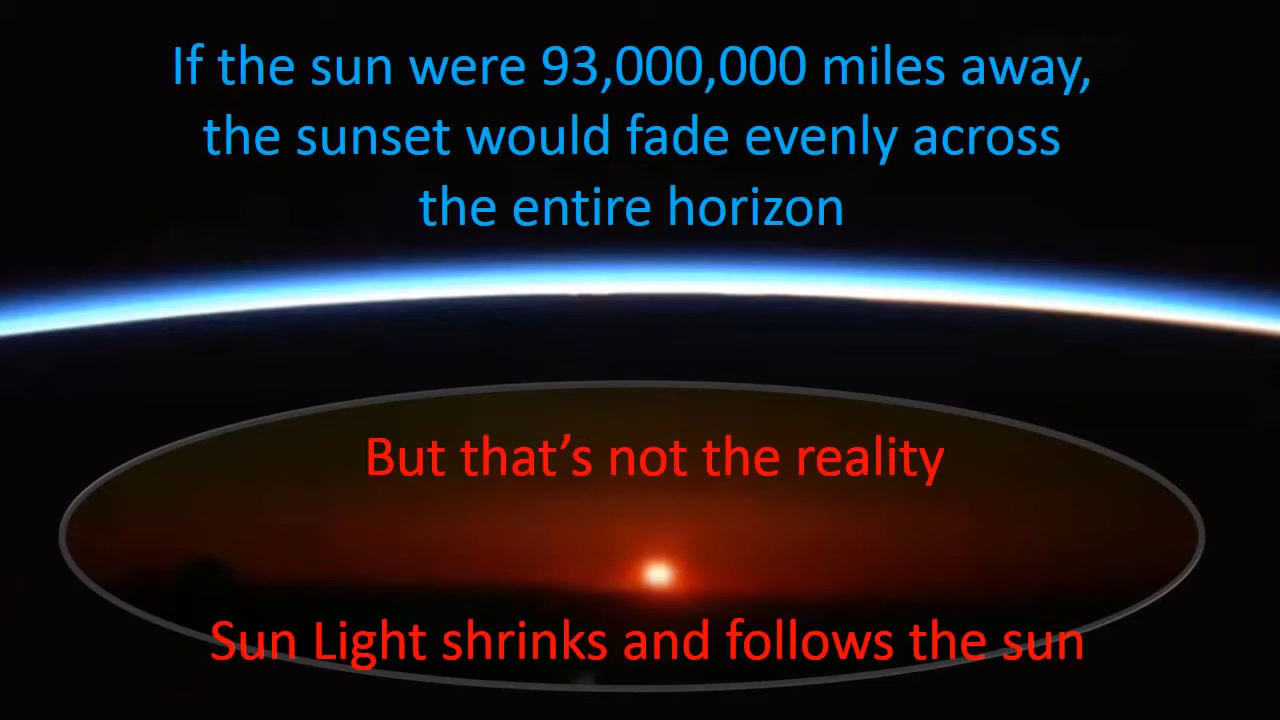 If the sun were 93,000,000 miles away,
the sunset would fade evenly across
the entire horizon
But that’s not the reality
Sun Light shrinks and follows the sun